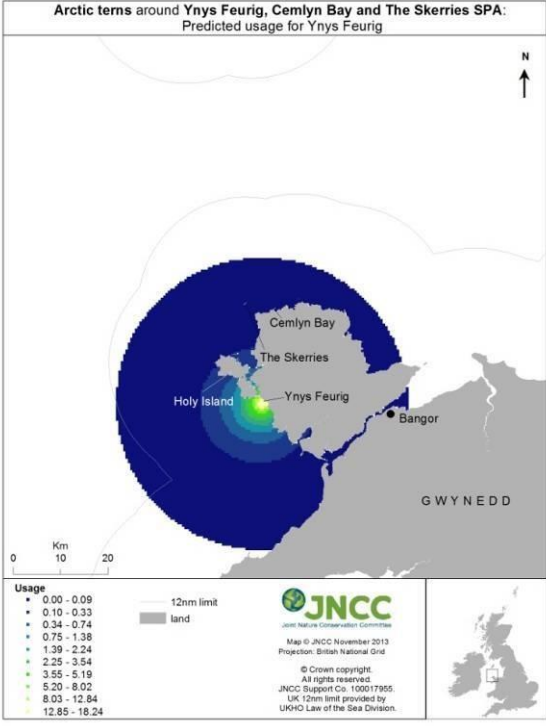 Arctic terns around Ynys Feurig, Cemlyn Bay and The Skerries SPA:
Predicted usage for Ynys Feurig
N
Cemlyn Bay
The Skerries
Holy Island
Ynys Feurig
Bangor
GWYNEDD
Km
0 10 20
Usage
0.00 - 0.09
0.10 - 0.33
0.34 - 0.74
0.75 - 1.38
1.39 - 2.24
2.25 - 3.54
3.55 - 5.19
5.20 - 8.02
8.03 - 12.84
12.85 - 18.24
12nm limit
land
JNCC
Joint Nature Conservation Committee
Map © JNCC November 2013
Projection: British National Grid
© Crown copyright.
All rights reserved.
JNCC Support Co. 100017955.
UK 12nm limit provided by
UKHO Law of the Sea Division.